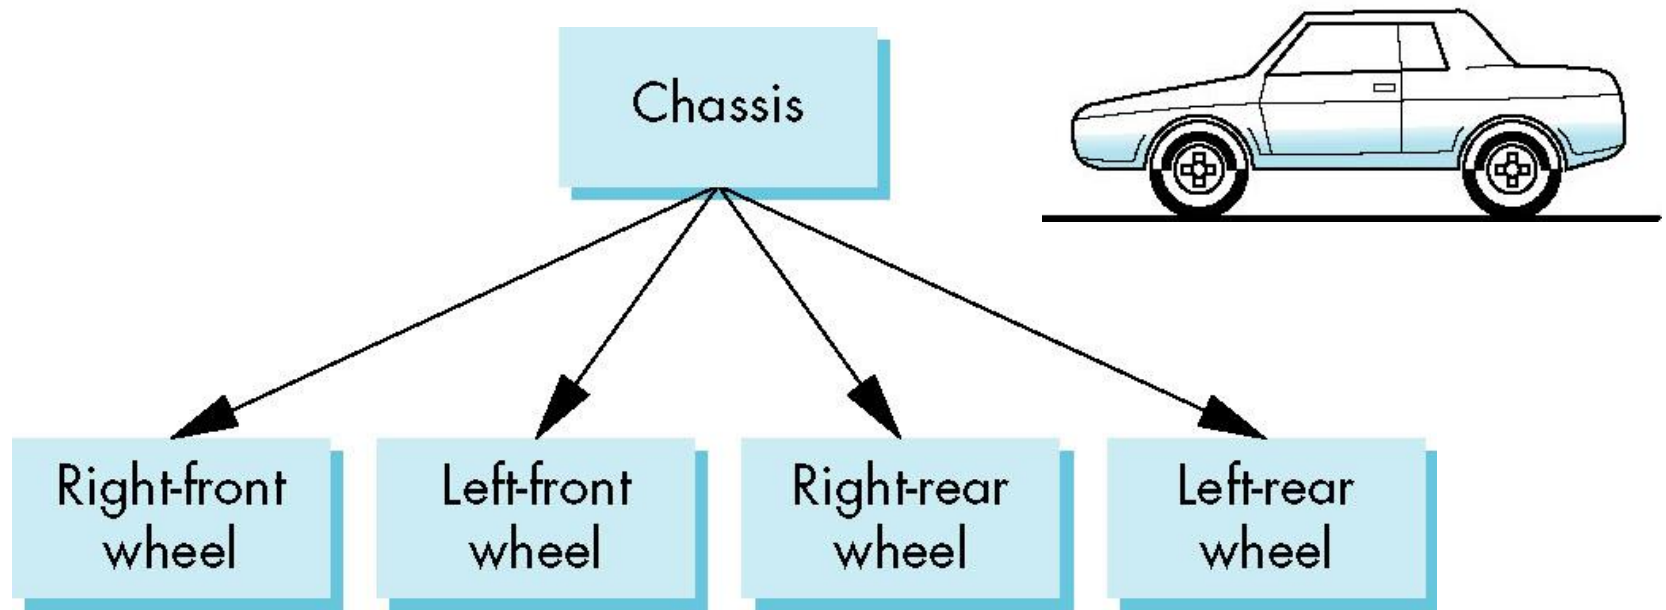 Chassis
Right-front
wheel
Left-front
wheel
Right-rear
wheel
Left-rear
wheel